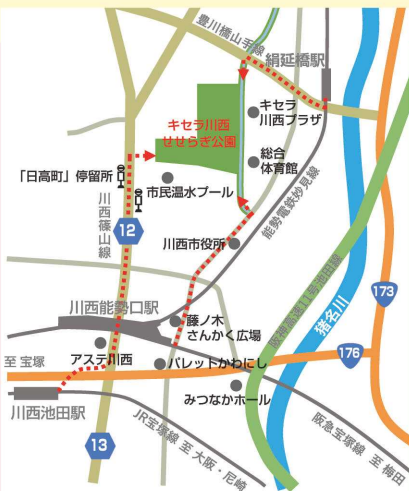 豊川橋山手線
絹延橋駅
キセラ
川西プラザ
キセラ川西
せせらぎ公園
総合
体育館
「日高町」停留所
市民温水プール
川西篠山線
12
能勢電鉄妙見線
川西市役所
阪神高速11号池田線
猪名川
173
川西能勢口駅
藤ノ木
さんかく広場
176
至 宝塚
アステ川西
パレットかわにし
みつなかホール
川西池田駅
13
JR宝塚線 至 大阪・尼崎
阪急宝塚線 至 梅田